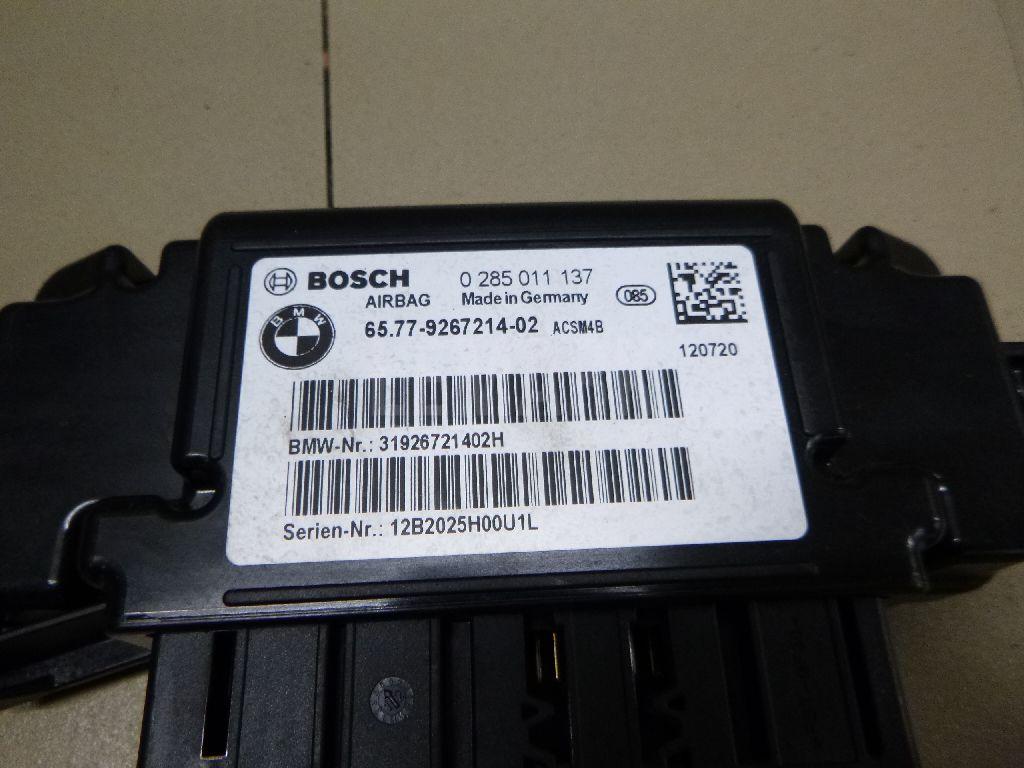 BOSCH 0 285 011 137
AIRBAG Made in Germany 085
BMW 65.77-9267214-02 ACSM4B
120720
BMW-Nr.: 31926721402H
Serien-Nr.: 12B2025H00U1L